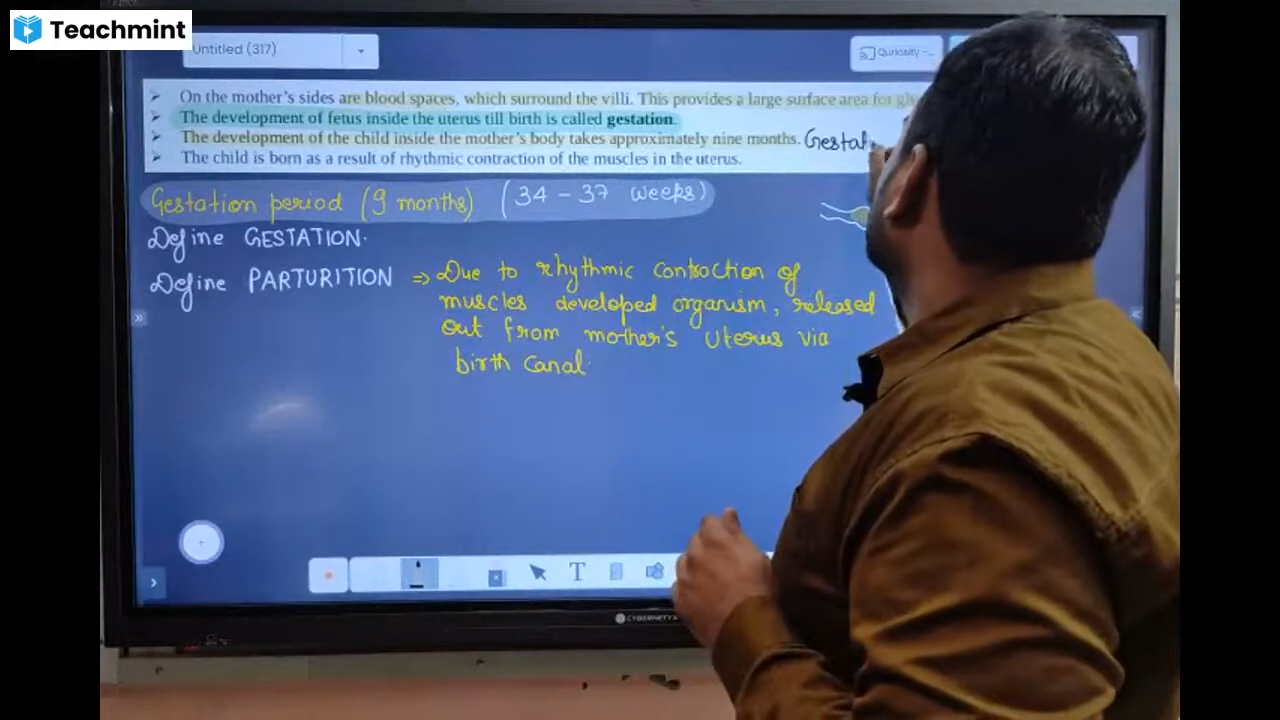 Teachmint
Untitled (317)
Quriosity -...
➢ On the mother's sides are blood spaces, which surround the villi. This provides a large surface area for
➢ The development of fetus inside the uterus till birth is called gestation.
➢ The development of the child inside the mother's body takes approximately nine months. Gestat
➢ The child is born as a result of rhythmic contraction of the muscles in the uterus.
Gestation period (9 months) (34 - 37 weeks)
Define GESTATION.
Define PARTURITION ⇒ Due to rhythmic contraction of
muscles developed organism, released
out from mother's uterus via
birth canal.
T
CYBERNETYX